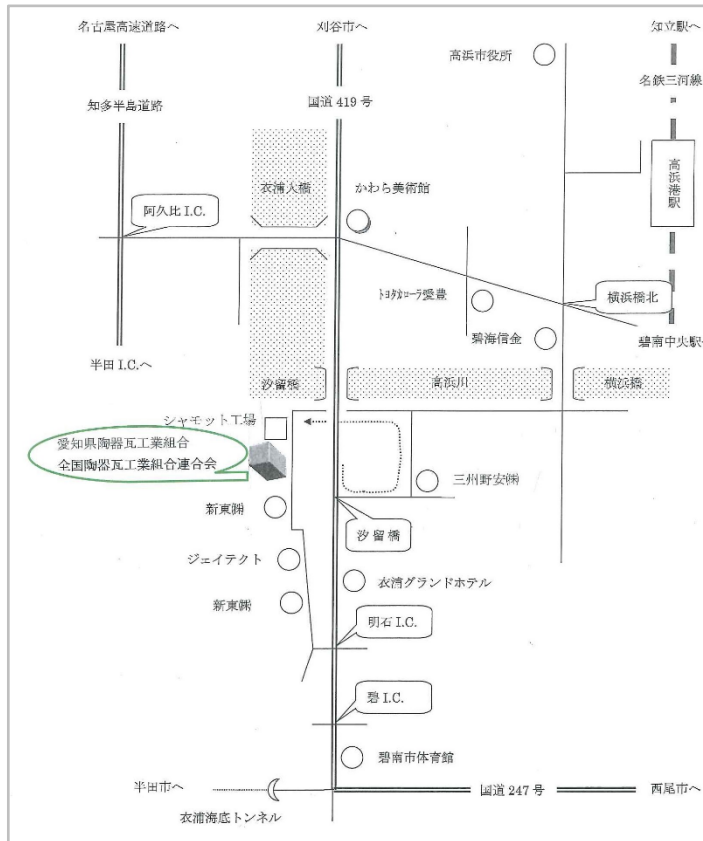 名古屋高速道路へ
刈谷市へ
知立駅へ
高浜市役所
名鉄三河線
知多半島道路
国道 419 号
高浜港駅
衣浦大橋
かわら美術館
阿久比 I.C.
トヨタカローラ愛豊
横浜橋北
碧海信金
碧南中央駅へ
半田 I.C.へ
汐留橋
高浜川
横浜橋
シャモット工場
愛知県陶器瓦工業組合
全国陶器瓦工業組合連合会
三州野安㈱
新東㈱
汐留橋
ジェイテクト
衣湾グランドホテル
新東㈱
明石 I.C.
碧 I.C.
碧南市体育館
半田市へ
国道 247 号
西尾市へ
衣浦海底トンネル